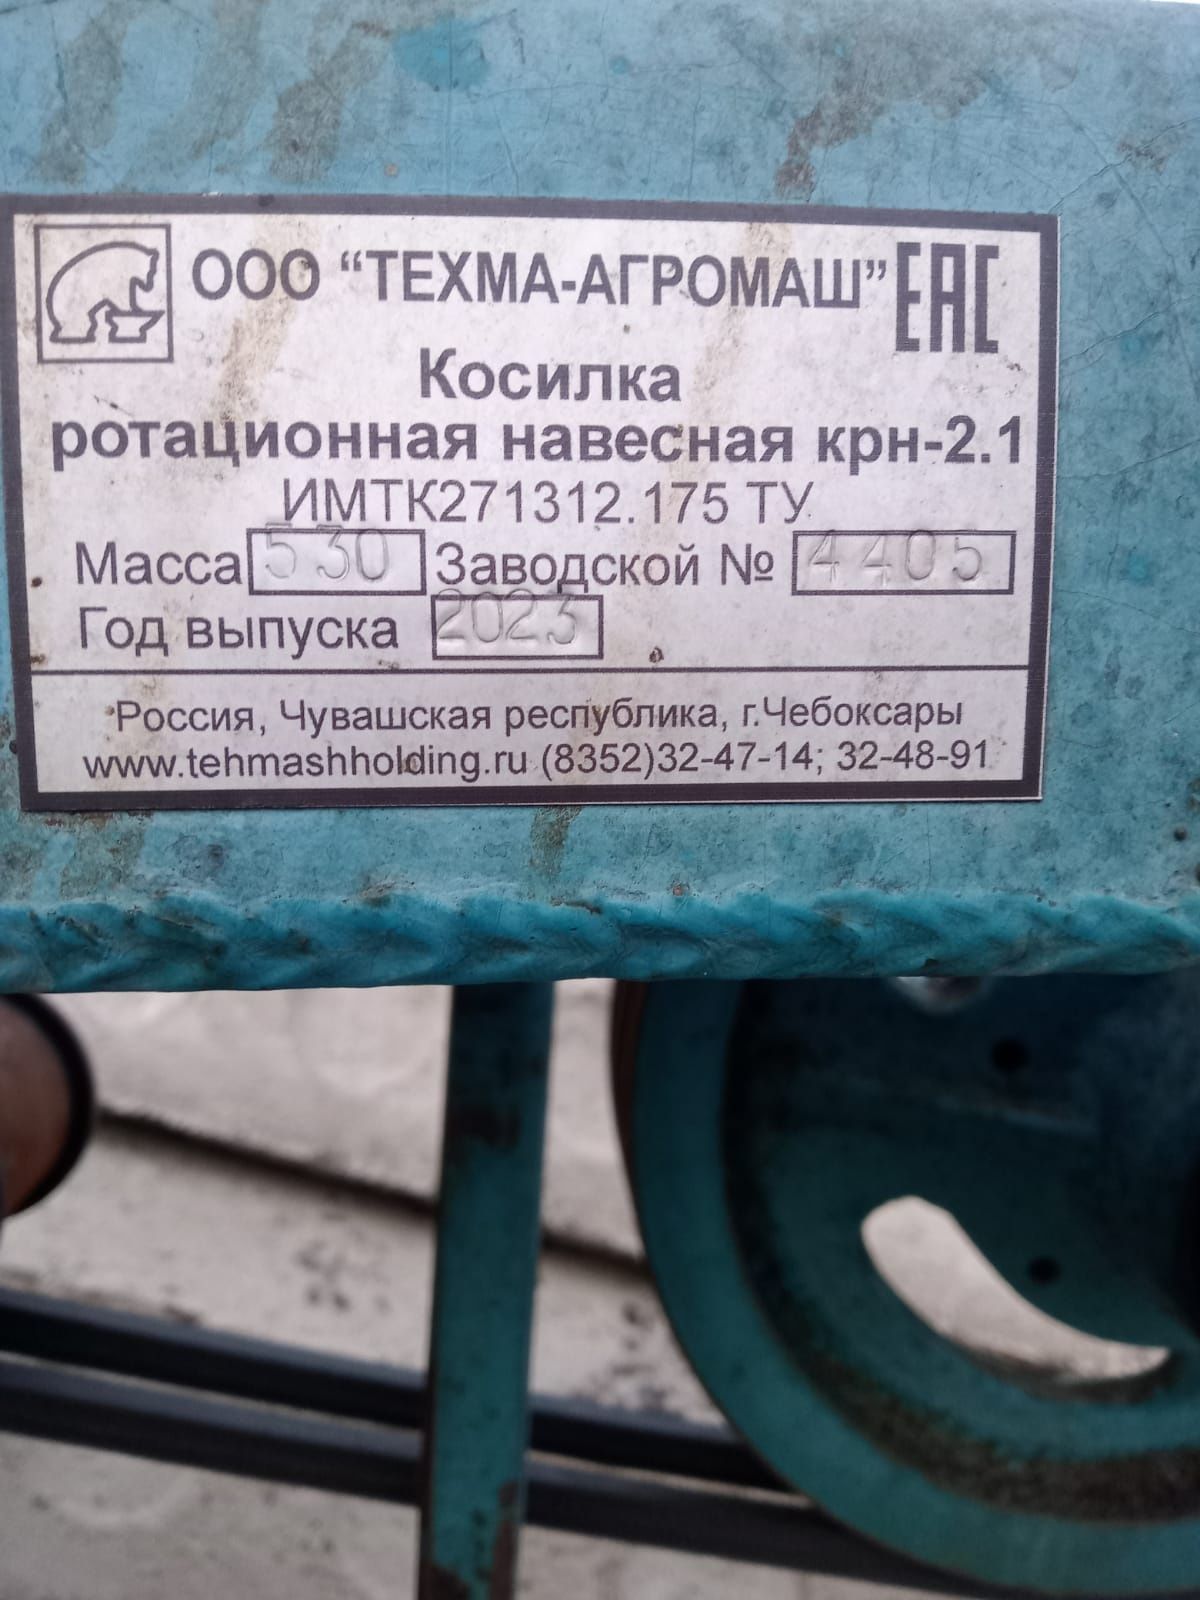 ООО “ТЕХМА-АГРОМАШ” ЕАС
Косилка
ротационная навесная крн-2.1
ИМТК271312.175 ТУ
Масса 530 Заводской № 4405
Год выпуска 2023
Россия, Чувашская республика, г.Чебоксары
www.tehmashholding.ru (8352)32-47-14; 32-48-91